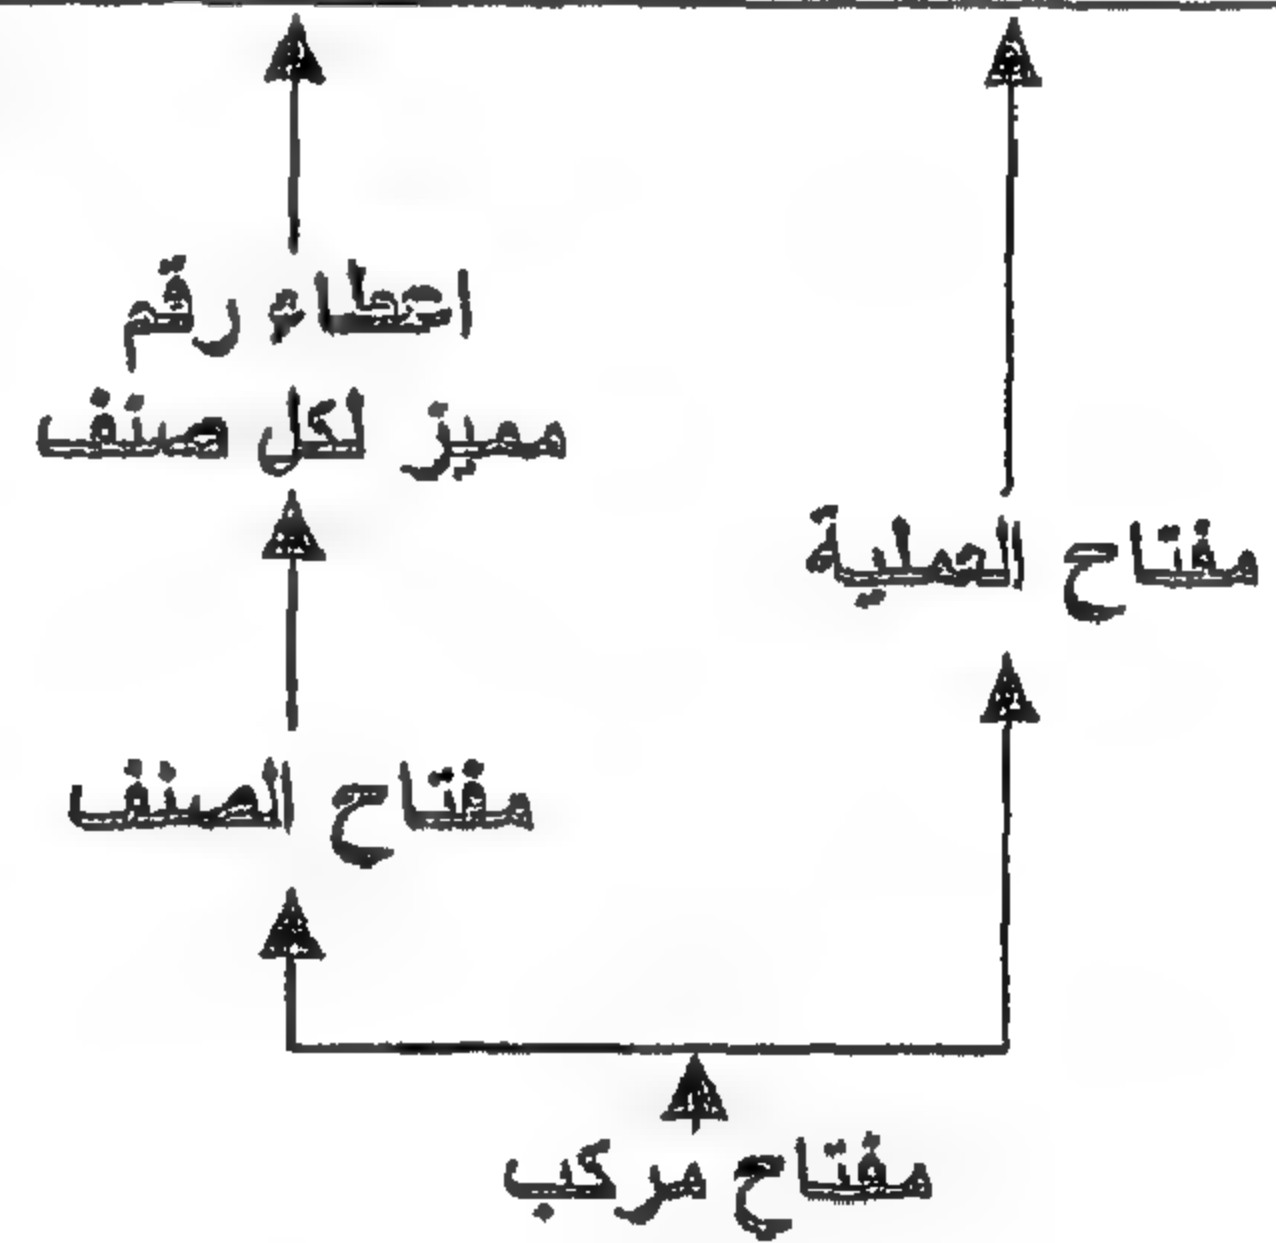 اعطاء رقم
مميز لكل صنف
مفتاح العملية
مفتاح الصنف
مفتاح مركب